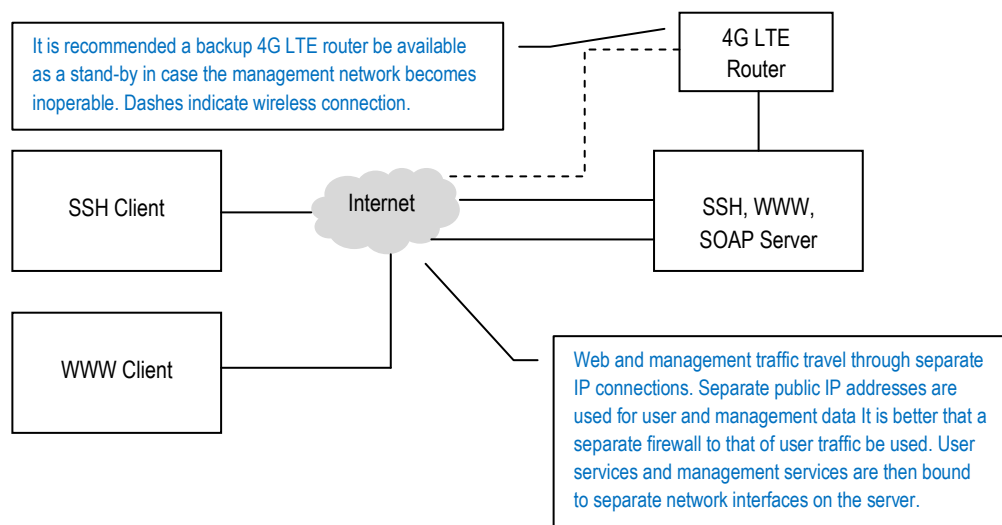 It is recommended a backup 4G LTE router be available
as a stand-by in case the management network becomes
inoperable. Dashes indicate wireless connection.
4G LTE
Router
SSH Client
Internet
SSH, WWW,
SOAP Server
WWW Client
Web and management traffic travel through separate
IP connections. Separate public IP addresses are
used for user and management data It is better that a
separate firewall to that of user traffic be used. User
services and management services are then bound
to separate network interfaces on the server.